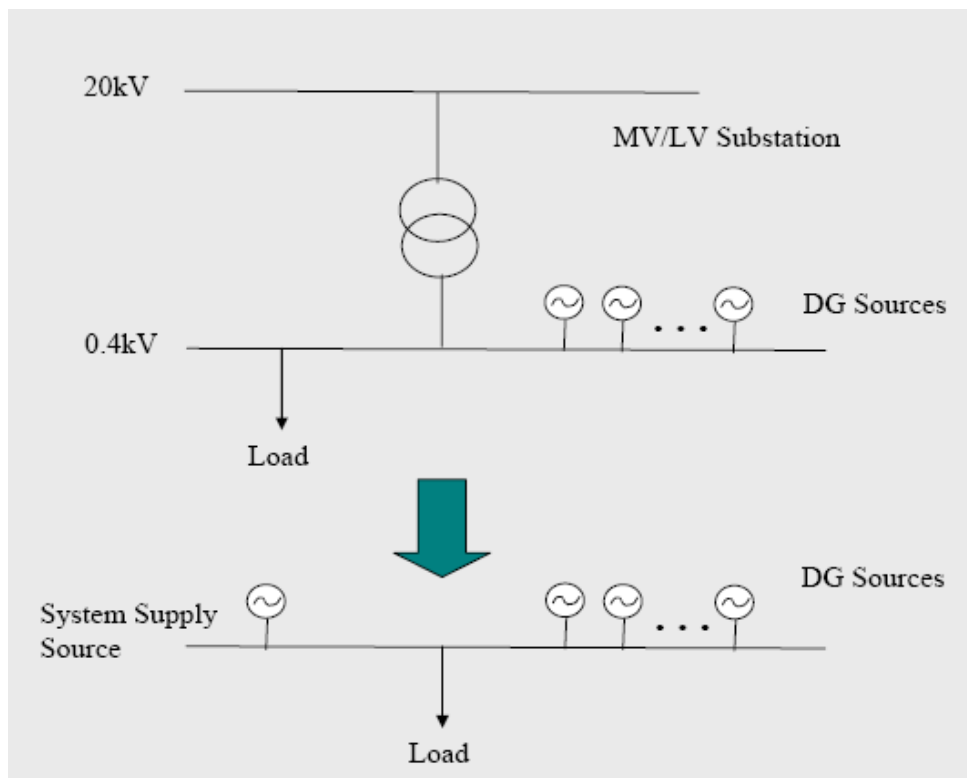 20kV
MV/LV Substation
DG Sources
0.4kV
Load
DG Sources
System Supply
Source
Load